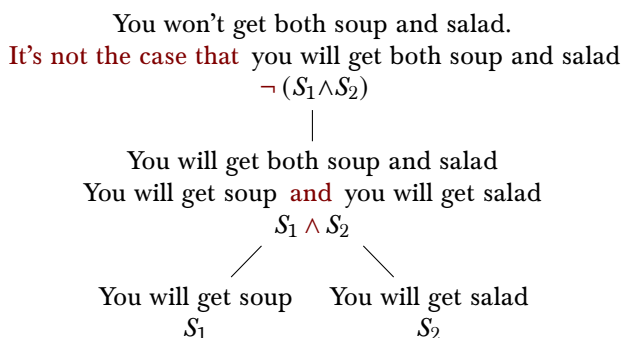 You won’t get both soup and salad.
It's not the case that you will get both soup and salad
¬ (S₁∧S₂)
You will get both soup and salad
You will get soup and you will get salad
S₁ ∧ S₂
You will get soup You will get salad
S₁ S₂